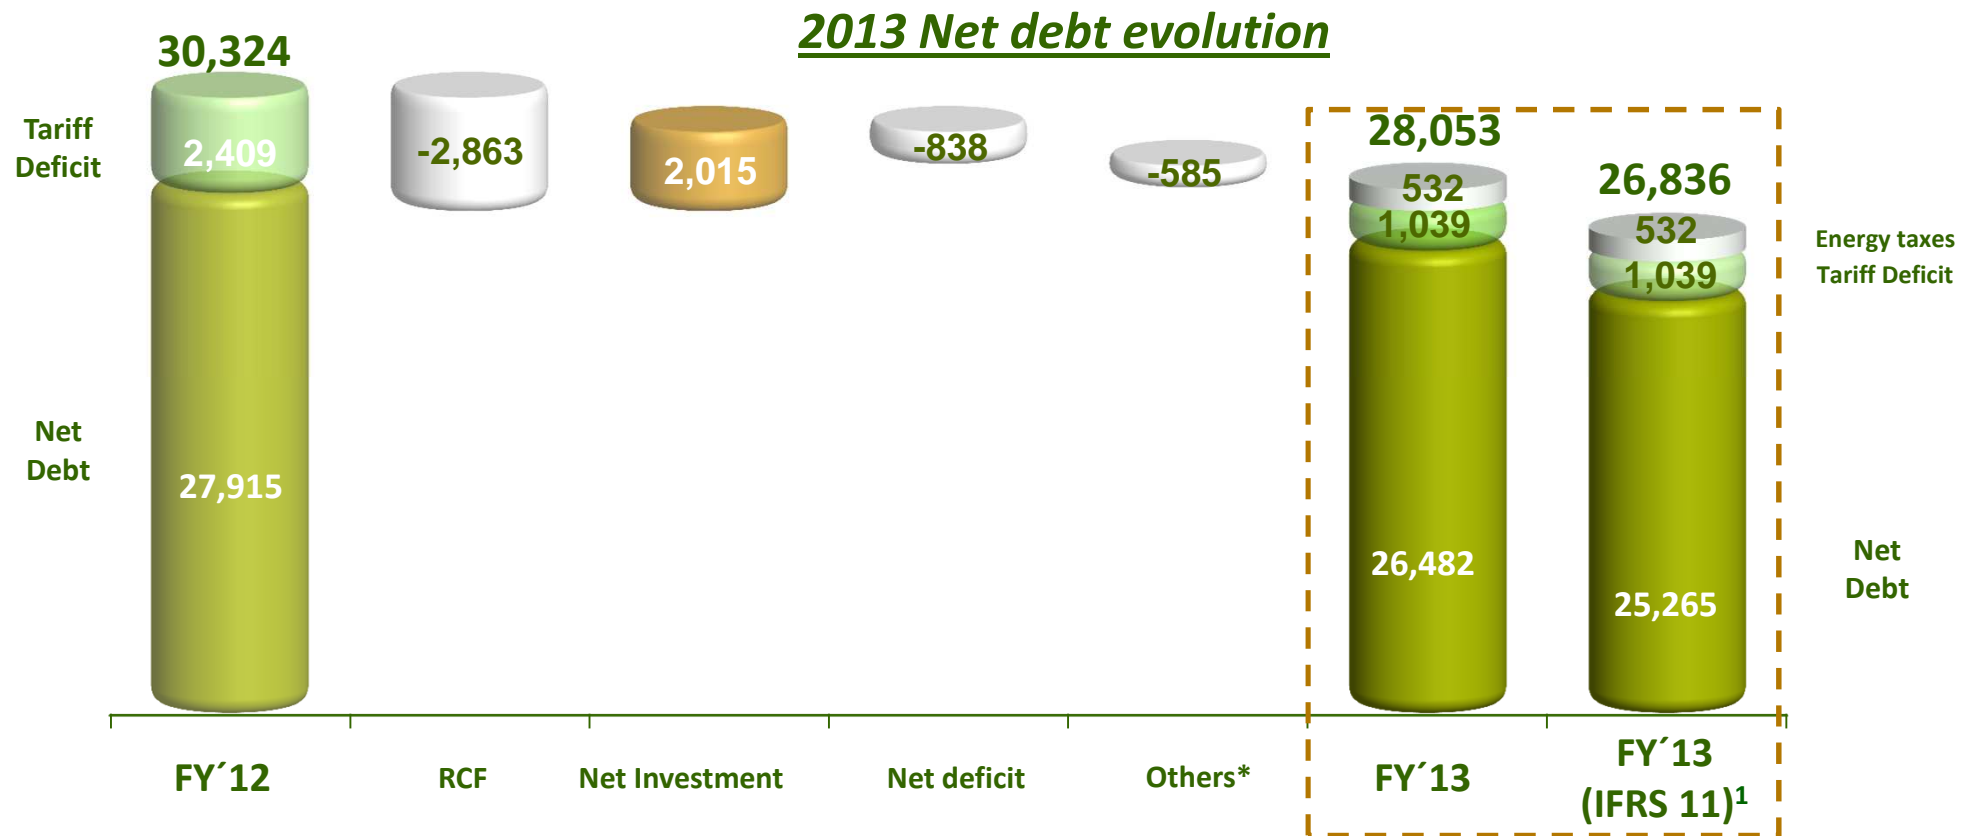 2013 Net debt evolution
30,324
Tariff
Deficit
2,409
-2,863
2,015
-838
-585
28,053
532
1,039
26,836
532
1,039
Energy taxes
Tariff Deficit
Net
Debt
27,915
26,482
25,265
Net
Debt
FY´12
RCF
Net Investment
Net deficit
Others*
FY´13
FY´13
(IFRS 11)¹